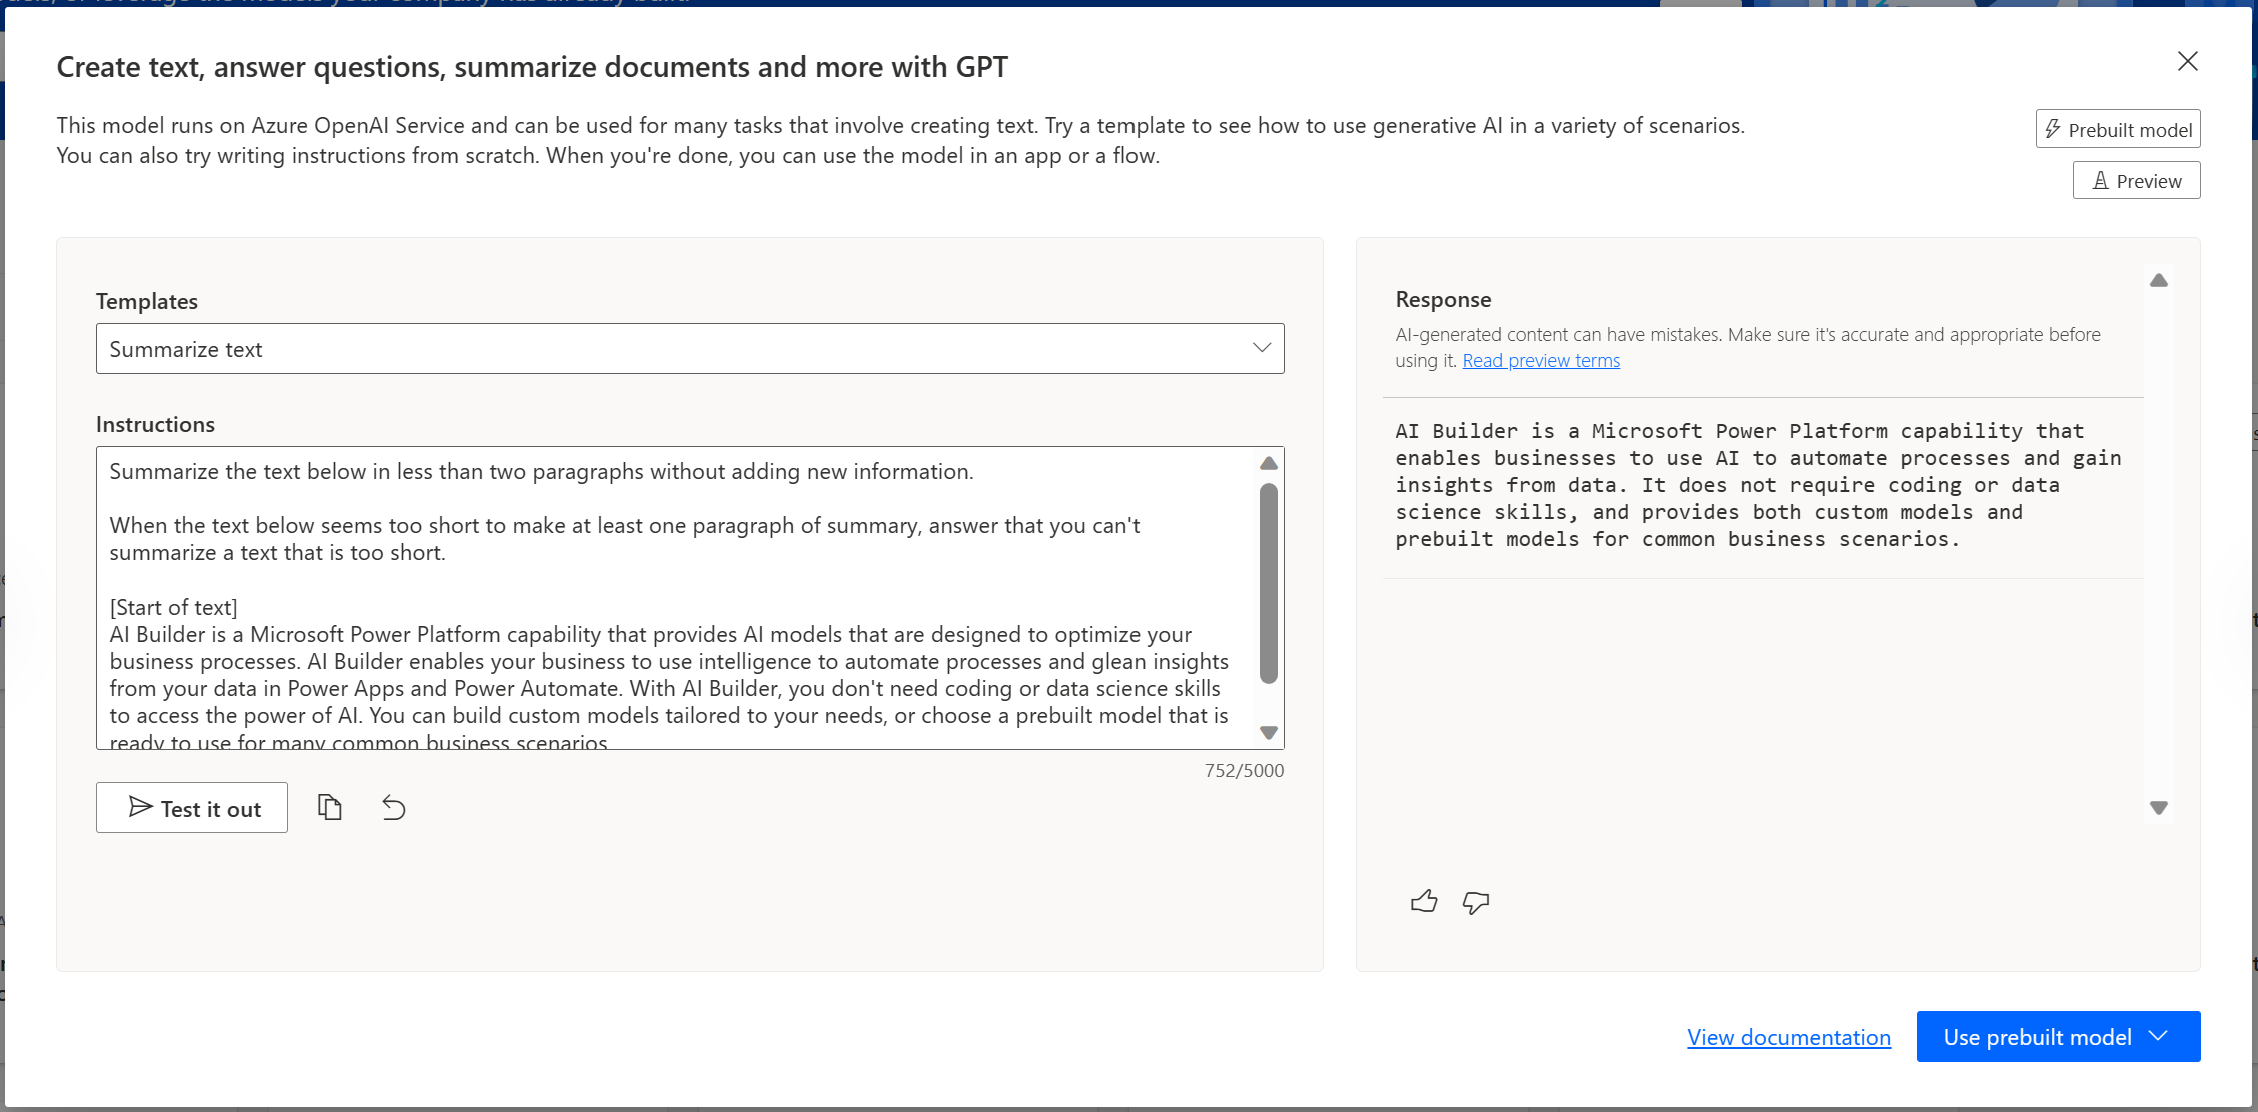 Create text, answer questions, summarize documents and more with GPT
This model runs on Azure OpenAI Service and can be used for many tasks that involve creating text. Try a template to see how to use generative AI in a variety of scenarios.
You can also try writing instructions from scratch. When you're done, you can use the model in an app or a flow.
Prebuilt model
Preview
Templates
Summarize text
Instructions
Summarize the text below in less than two paragraphs without adding new information.
When the text below seems too short to make at least one paragraph of summary, answer that you can't
summarize a text that is too short.
[Start of text]
AI Builder is a Microsoft Power Platform capability that provides AI models that are designed to optimize your
business processes. AI Builder enables your business to use intelligence to automate processes and glean insights
from your data in Power Apps and Power Automate. With AI Builder, you don't need coding or data science skills
to access the power of AI. You can build custom models tailored to your needs, or choose a prebuilt model that is
ready to use for many common business scenarios
752/5000
Test it out
Response
AI-generated content can have mistakes. Make sure it's accurate and appropriate before
using it. Read preview terms
AI Builder is a Microsoft Power Platform capability that
enables businesses to use AI to automate processes and gain
insights from data. It does not require coding or data
science skills, and provides both custom models and
prebuilt models for common business scenarios.
View documentation
Use prebuilt model